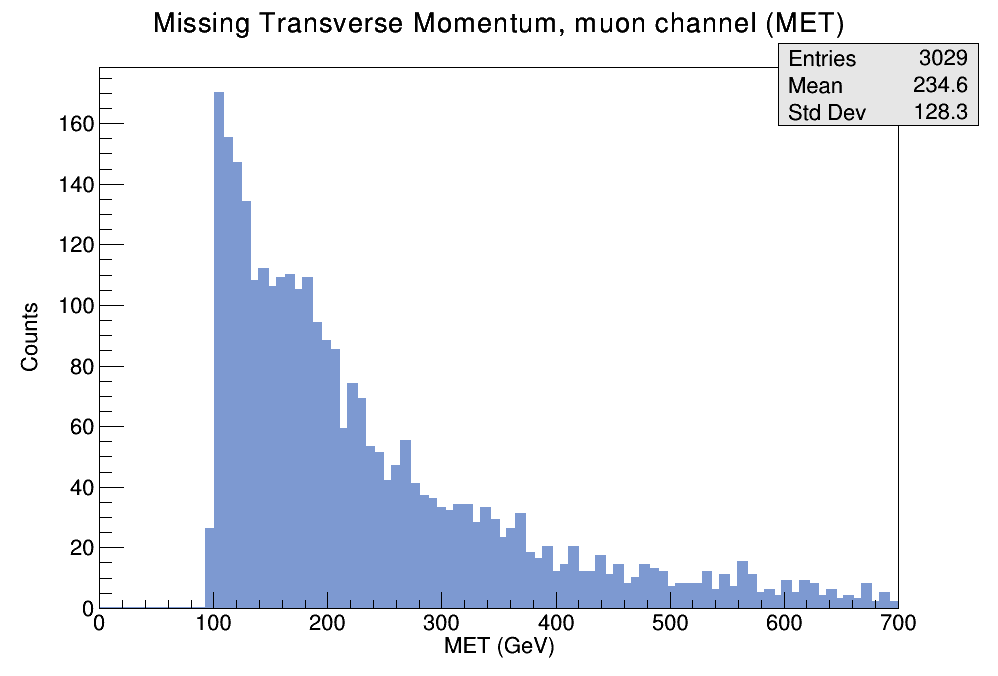 Missing Transverse Momentum, muon channel (MET)
Entries 3029
Mean 234.6
Std Dev 128.3
160
140
120
100
80
60
40
20
0
Counts
0 100 200 300 400 500 600 700
MET (GeV)